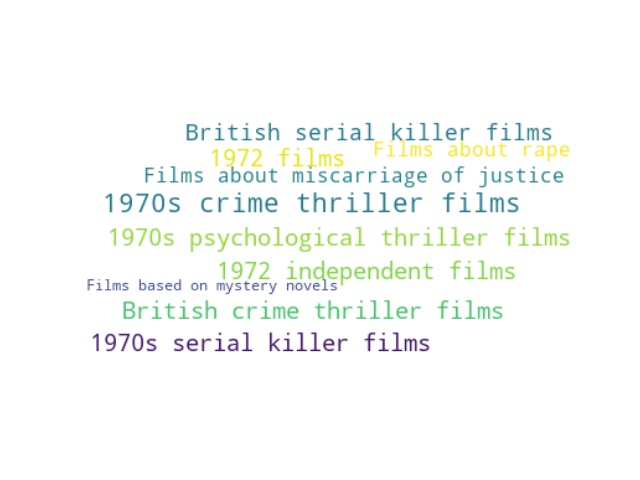 British serial killer films
Films about rape
1972 films
Films about miscarriage of justice
1970s crime thriller films
1970s psychological thriller films
1972 independent films
Films based on mystery novels
British crime thriller films
1970s serial killer films